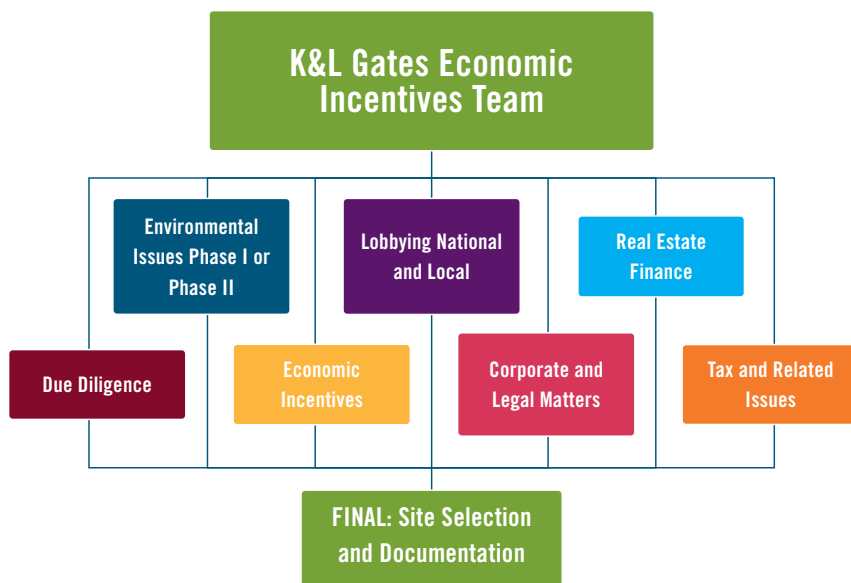 K&L Gates Economic
Incentives Team
Environmental
Issues Phase I or
Phase II
Lobbying National
and Local
Real Estate
Finance
Due Diligence
Economic
Incentives
Corporate and
Legal Matters
Tax and Related
Issues
FINAL: Site Selection
and Documentation